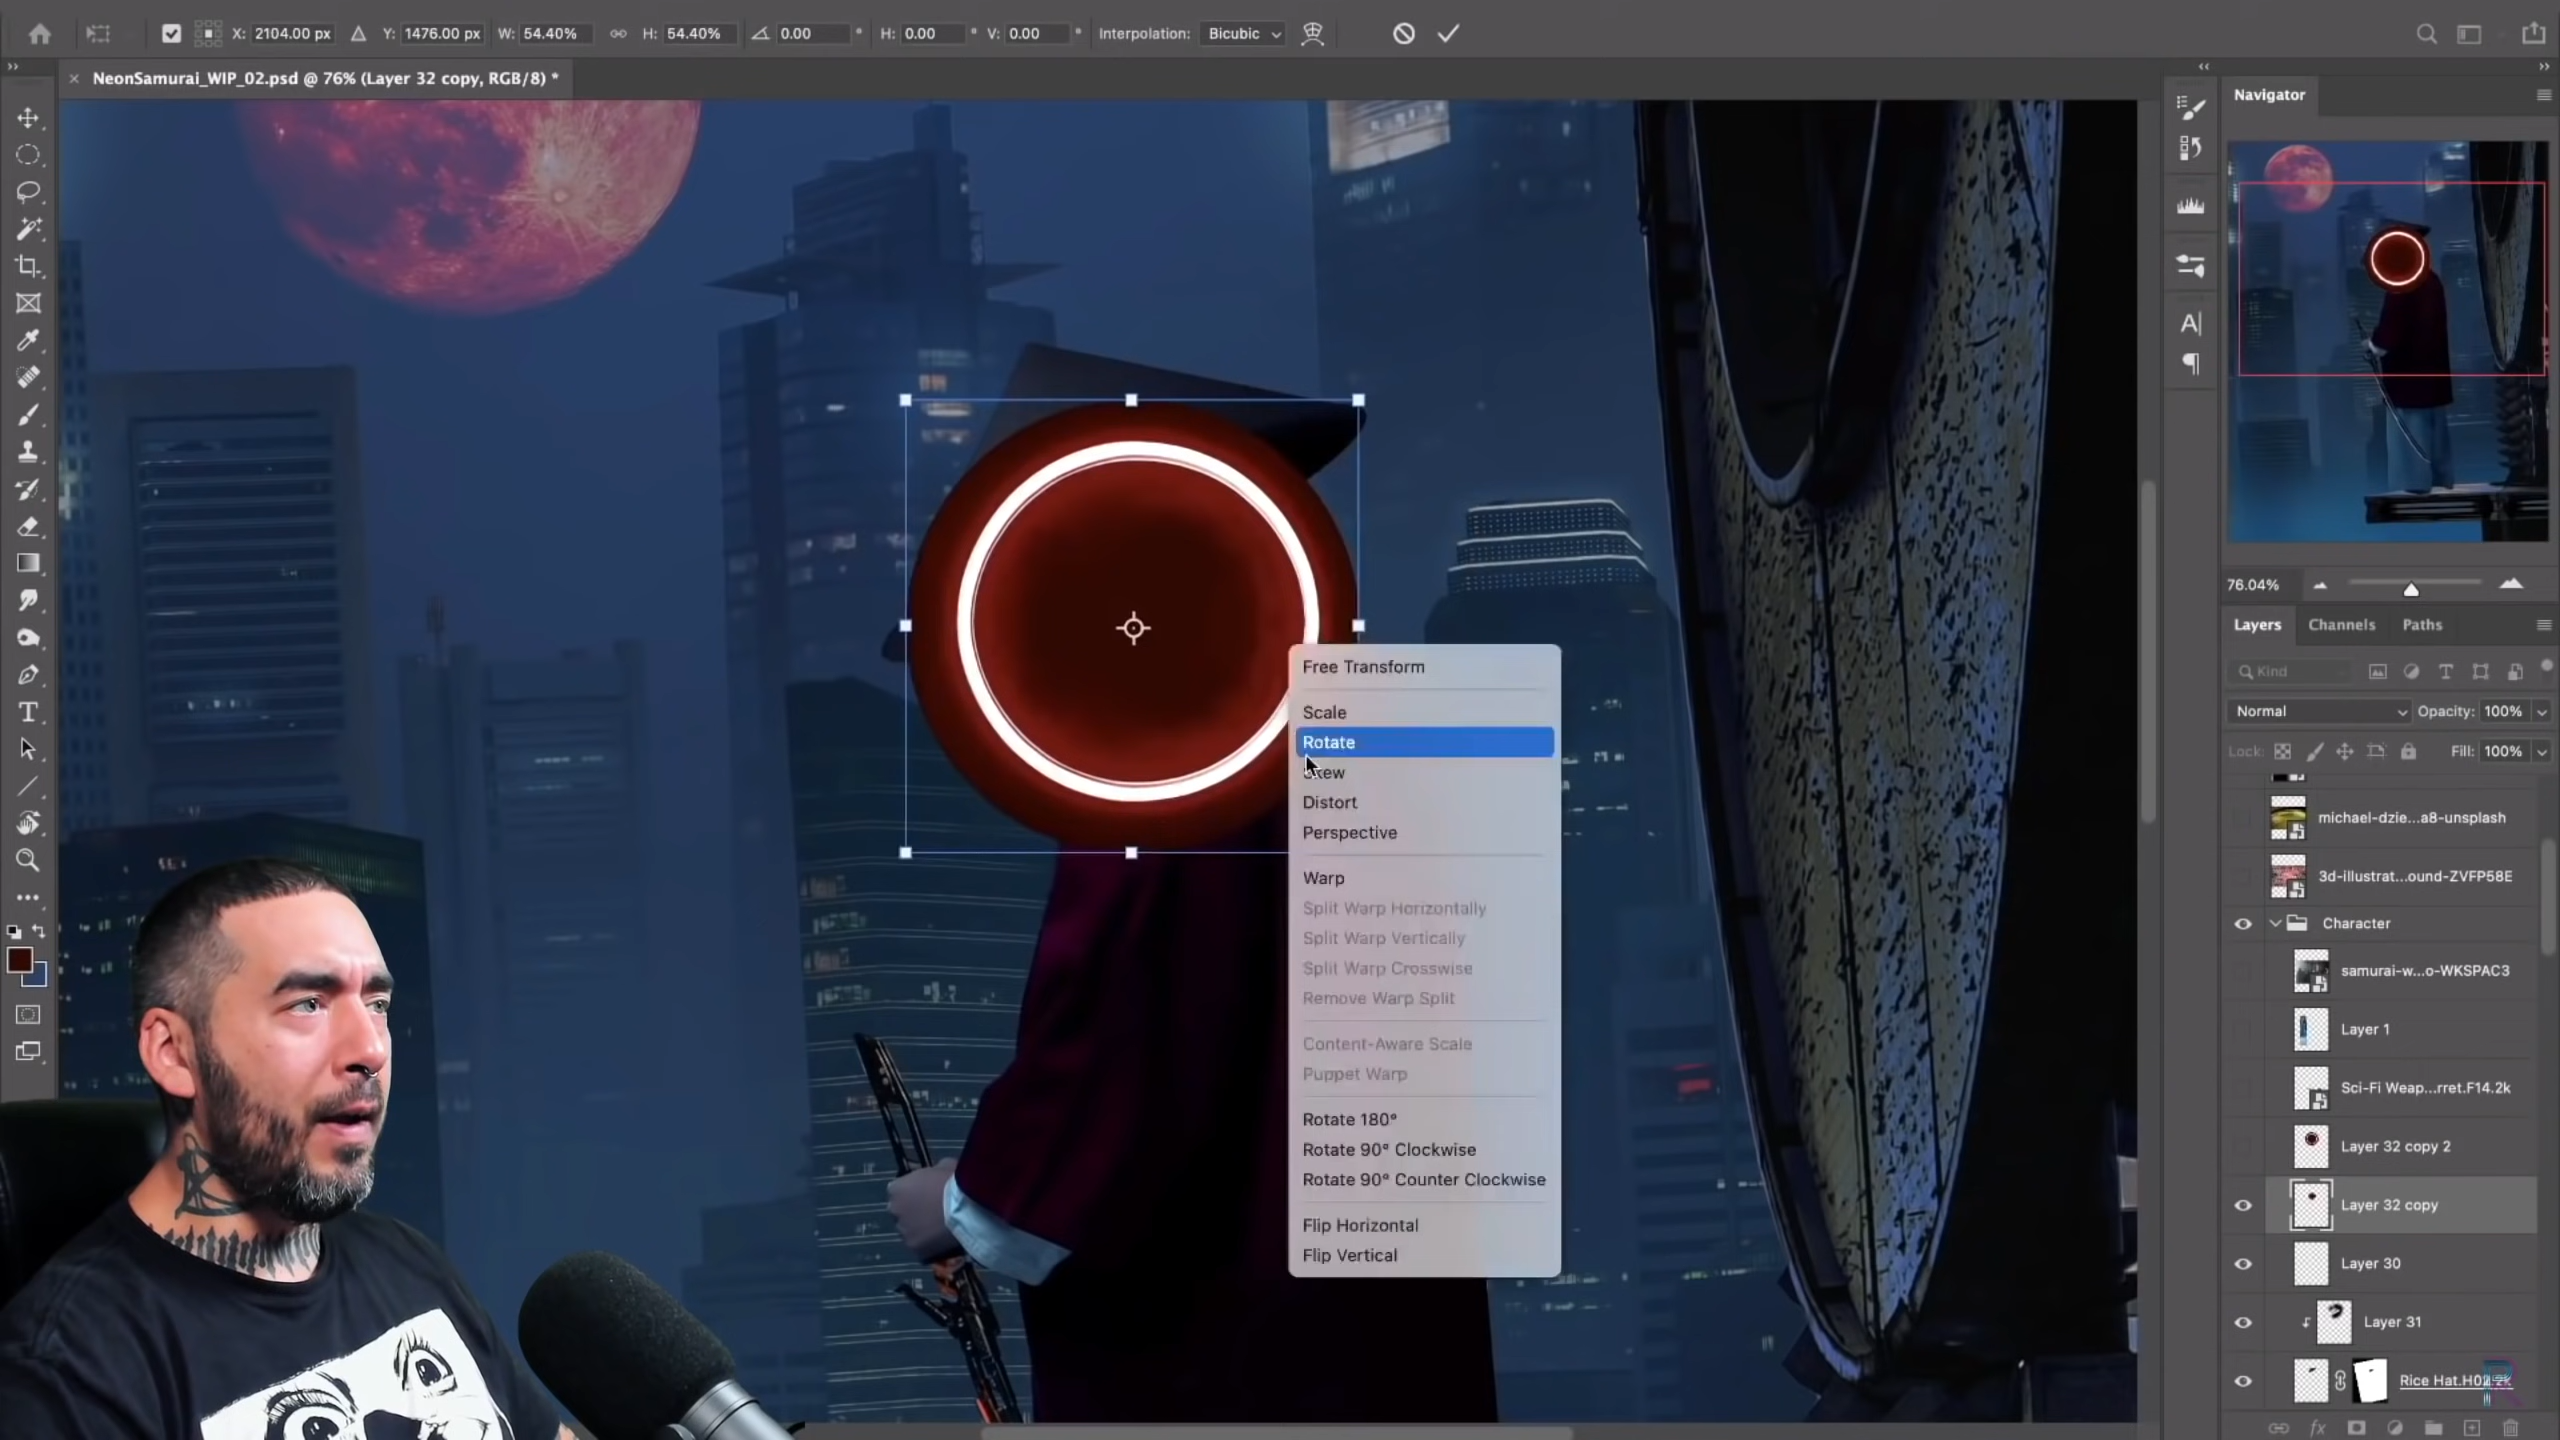 X: 2104.00 px Y: 1476.00 px W: 54.40% H: 54.40% 0.00 ° H: 0.00 ° V: 0.00 ° Interpolation: Bicubic
NeonSamurai_WIP_02.psd @ 76% (Layer 32 copy, RGB/8) *
Navigator
76.04%
Layers Channels Paths
Kind
Normal Opacity: 100%
Lock: Fill: 100%
michael-dzie...a8-unsplash
3d-illustrat...ound-ZVFP58E
Character
samurai-w...o-WKSPAC3
Layer 1
Sci-Fi Weap...rret.F14.2k
Layer 32 copy 2
Layer 32 copy
Layer 30
Layer 31
Rice Hat.H02.2k
Free Transform
Scale
Rotate
Skew
Distort
Perspective
Warp
Split Warp Horizontally
Split Warp Vertically
Split Warp Crosswise
Remove Warp Split
Content-Aware Scale
Puppet Warp
Rotate 180°
Rotate 90° Clockwise
Rotate 90° Counter Clockwise
Flip Horizontal
Flip Vertical